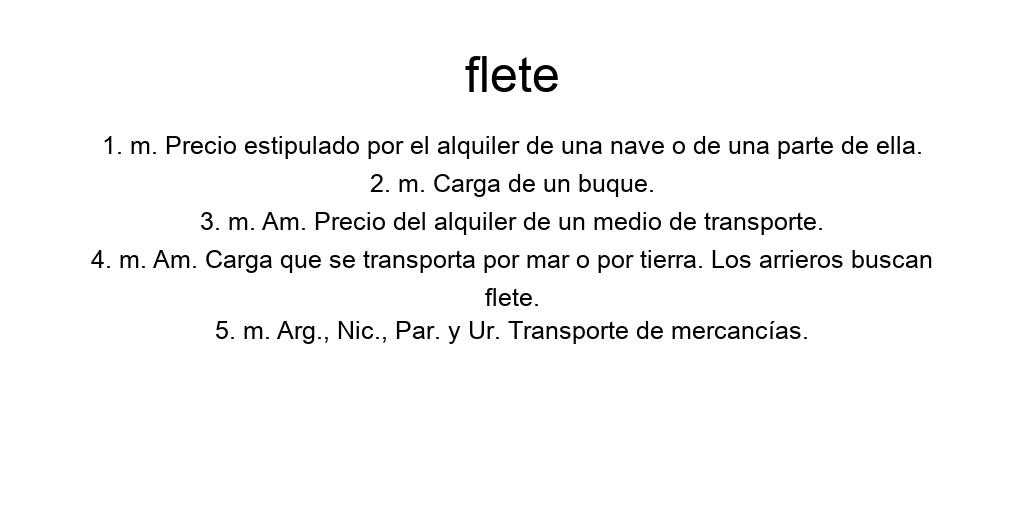 flete
1. m. Precio estipulado por el alquiler de una nave o de una parte de ella.
2. m. Carga de un buque.
3. m. Am. Precio del alquiler de un medio de transporte.
4. m. Am. Carga que se transporta por mar o por tierra. Los arrieros buscan
flete.
5. m. Arg., Nic., Par. y Ur. Transporte de mercancías.